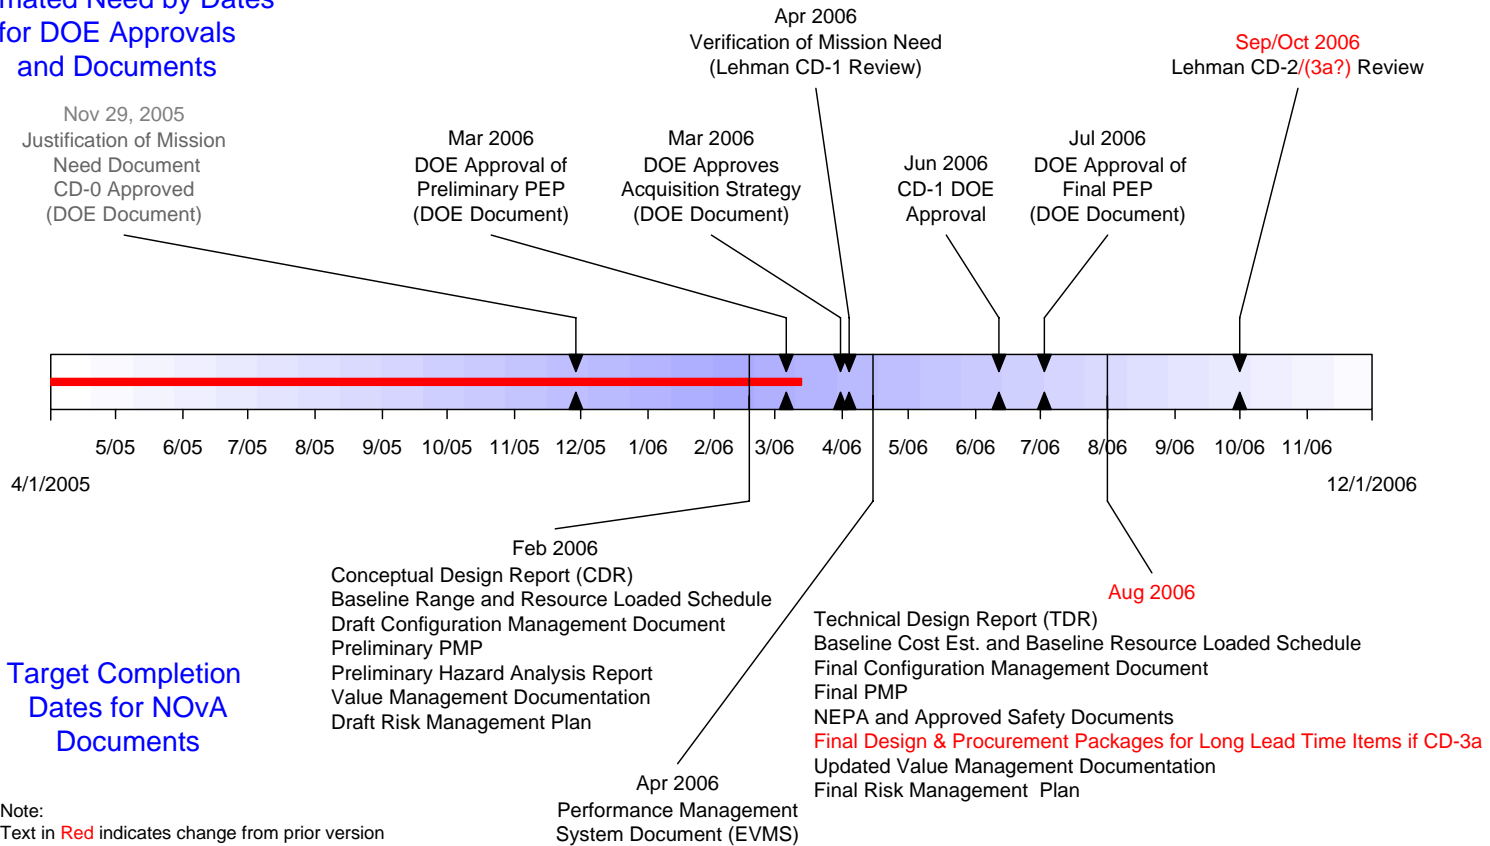 mated Need by Dates
for DOE Approvals
and Documents
Nov 29, 2005
Justification of Mission
Need Document
CD-0 Approved
(DOE Document)
Mar 2006
DOE Approval of
Preliminary PEP
(DOE Document)
Mar 2006
DOE Approves
Acquisition Strategy
(DOE Document)
Apr 2006
Verification of Mission Need
(Lehman CD-1 Review)
Jun 2006
CD-1 DOE
Approval
Jul 2006
DOE Approval of
Final PEP
(DOE Document)
Sep/Oct 2006
Lehman CD-2/(3a?) Review
5/05 6/05 7/05 8/05 9/05 10/05 11/05 12/05 1/06 2/06 3/06 4/06 5/06 6/06 7/06 8/06 9/06 10/06 11/06
4/1/2005
12/1/2006
Feb 2006
Conceptual Design Report (CDR)
Baseline Range and Resource Loaded Schedule
Draft Configuration Management Document
Preliminary PMP
Preliminary Hazard Analysis Report
Value Management Documentation
Draft Risk Management Plan
Apr 2006
Performance Management
System Document (EVMS)
Aug 2006
Technical Design Report (TDR)
Baseline Cost Est. and Baseline Resource Loaded Schedule
Final Configuration Management Document
Final PMP
NEPA and Approved Safety Documents
Final Design & Procurement Packages for Long Lead Time Items if CD-3a
Updated Value Management Documentation
Final Risk Management Plan
Target Completion
Dates for NOvA
Documents
Note:
Text in Red indicates change from prior version